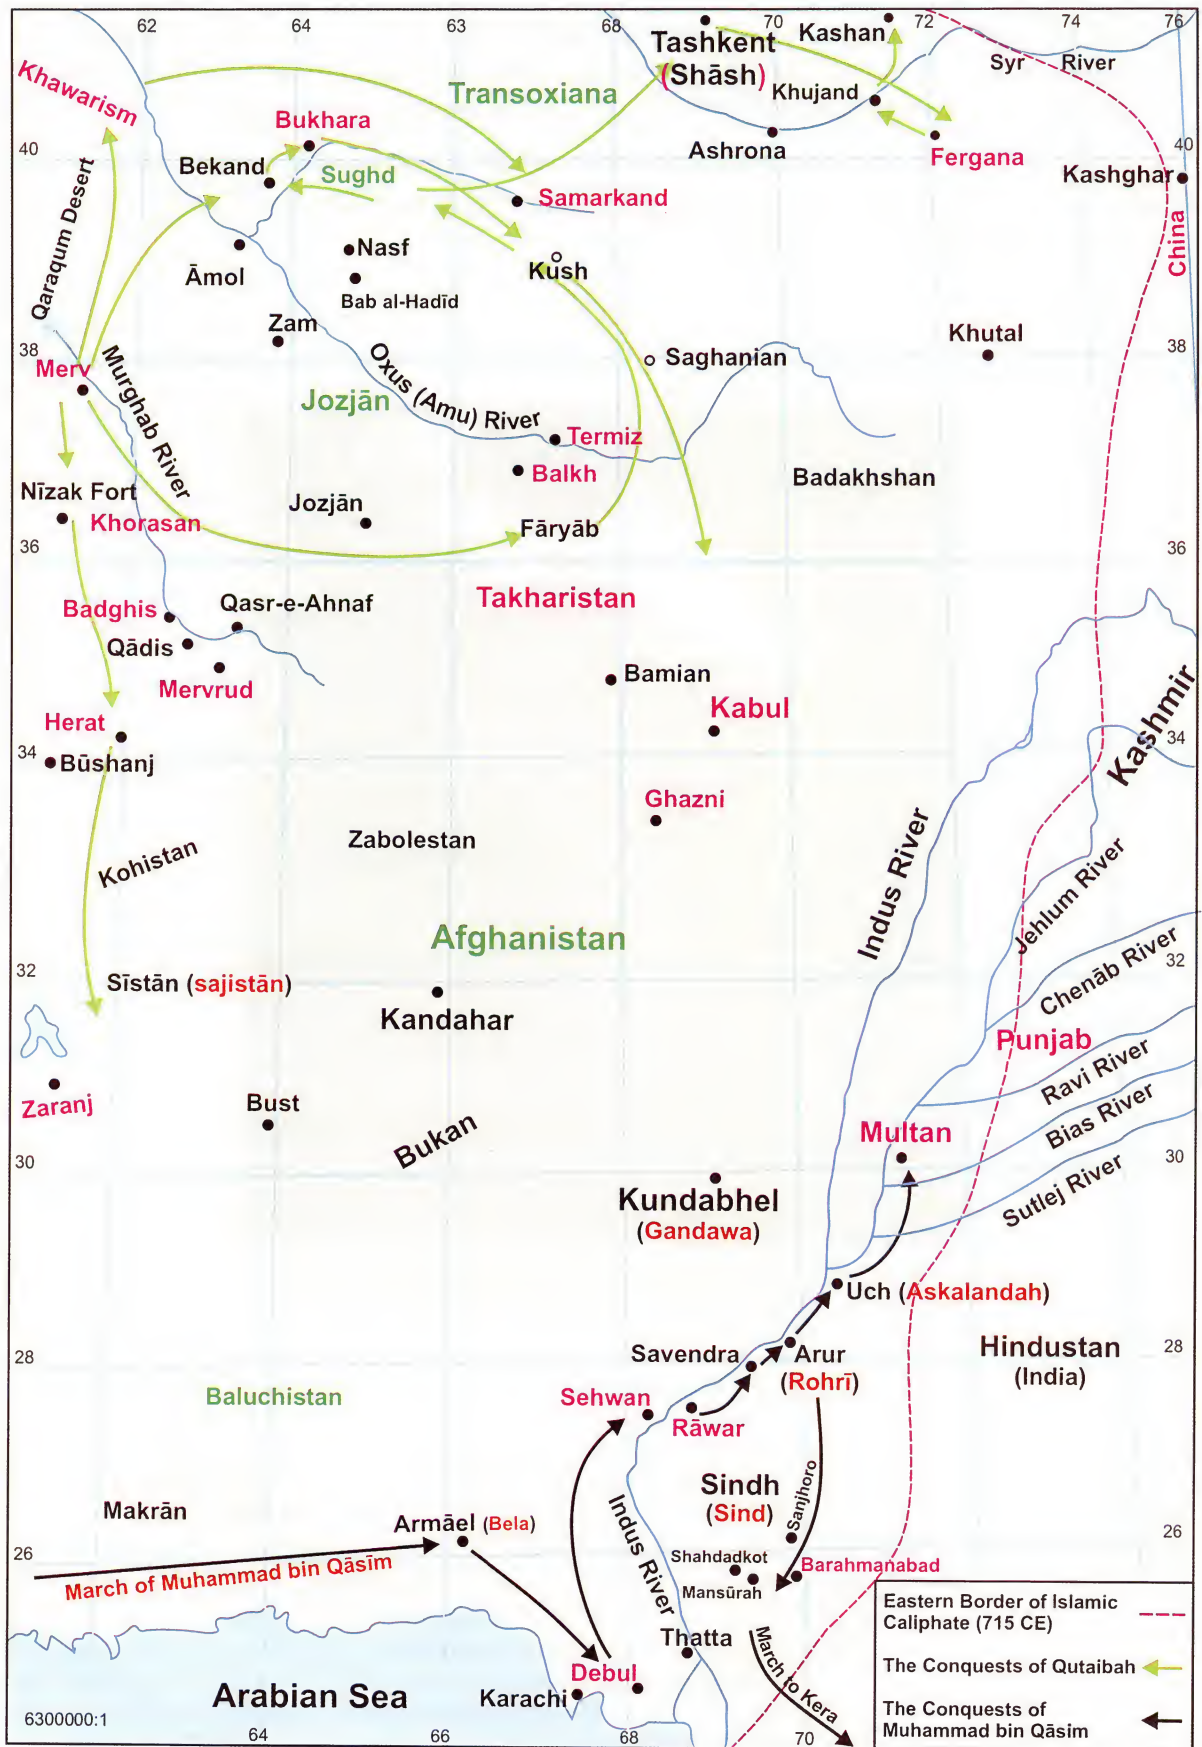 62
64
63
68
70
72
74
76
Kashan
Tashkent
(Shāsh)
Syr River
Khawarism
Transoxiana
Khujand
Bukhara
Ashrona
Fergana
40
40
Bekand
Sughd
Kashghar
Samarkand
Qaraqum Desert
China
Nasf
Āmol
Kush
Bab al-Hadīd
Zam
Khutal
38
38
Saghanian
Merv
Murghab River
Oxus (Amu) River
Jozjān
Termiz
Balkh
Badakhshan
Nīzak Fort
Jozjān
Khorasan
Fāryāb
36
36
Takharistan
Badghis
Qasr-e-Ahnaf
Qādis
Mervrud
Bamian
Kabul
Herat
Kashmir
34
34
Būshanj
Ghazni
Zabolestan
Kohistan
Indus River
Jehlum River
Afghanistan
Chenāb River
32
32
Sīstān (sajistān)
Kandahar
Punjab
Ravi River
Zaranj
Bust
Bukan
Multan
Bias River
30
30
Sutlej River
Kundabhel
(Gandawa)
Uch (Askalandah)
Hindustan
(India)
28
28
Savendra
Arur
(Rohrī)
Baluchistan
Sehwan
Rāwar
Sindh
(Sind)
Sanjhoro
Makrān
Armāel (Bela)
Indus River
26
26
Shahdadkot
Barahmanabad
March of Muhammad bin Qāsīm
Mansūrah
Thatta
March to Kera
Debul
Arabian Sea
Karachi
6300000:1
64
66
68
70
Eastern Border of Islamic
Caliphate (715 CE)
The Conquests of Qutaibah
The Conquests of
Muhammad bin Qāsim